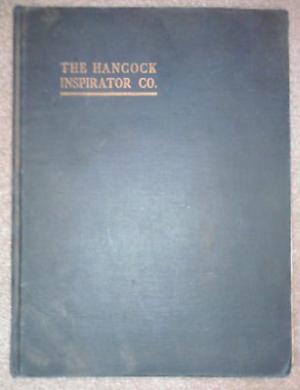 THE HANCOCK
INSPIRATOR CO.